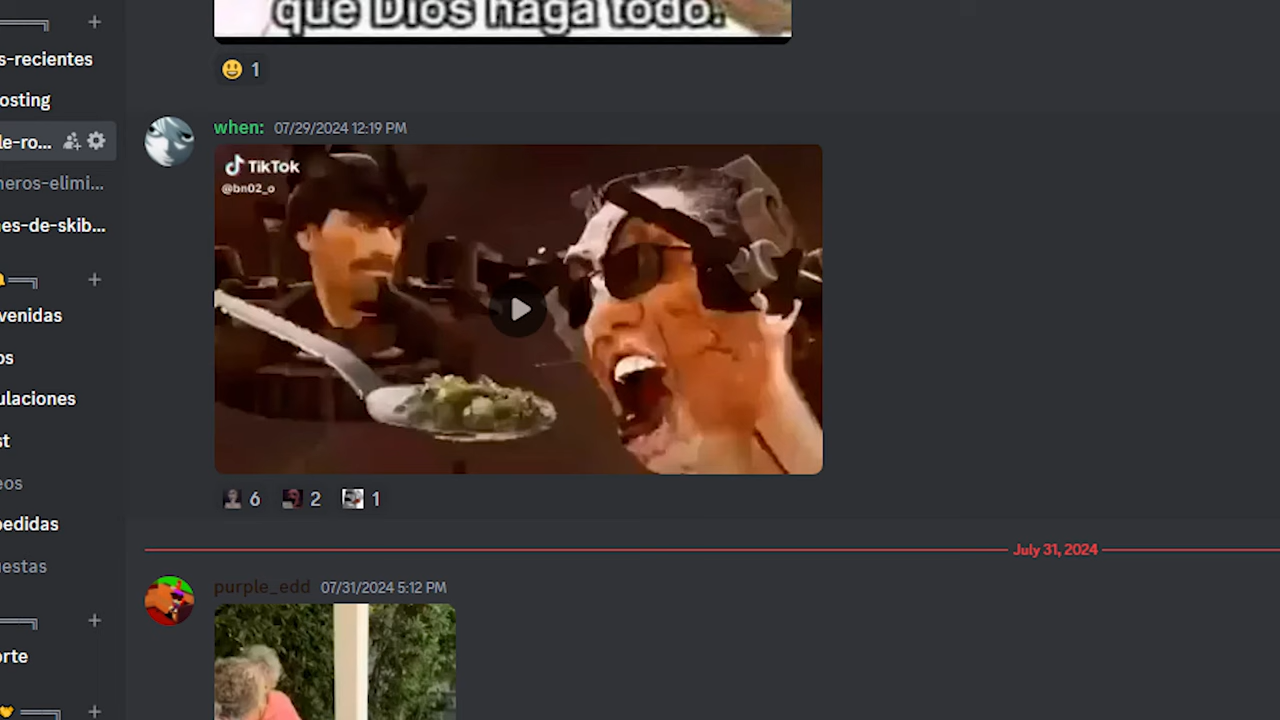 que Dios haga todo.
s-recientes
1
osting
when: 07/29/2024 12:19 PM
le-ro...
TikTok
@bn02_o
neros-elimi...
nes-de-skib...
venidas
os
ulaciones
st
eos
6 2 1
pedidas
July 31, 2024
uestas
purple_edd 07/31/2024 5:12 PM
orte